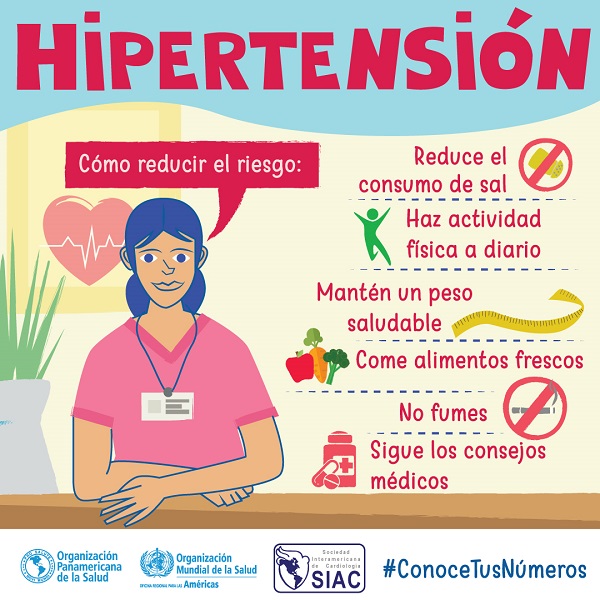 HIPERTENSIÓN
Cómo reducir el riesgo:
Reduce el
consumo de sal
Haz actividad
física a diario
Mantén un peso
saludable
Come alimentos frescos
No fumes
Sigue los consejos
médicos
Organización
Panamericana
de la Salud
Organización
Mundial de la Salud
OFICINA REGIONAL PARA LAS Américas
Sociedad
Interamericana
de Cardiología
SIAC
#ConoceTusNúmeros